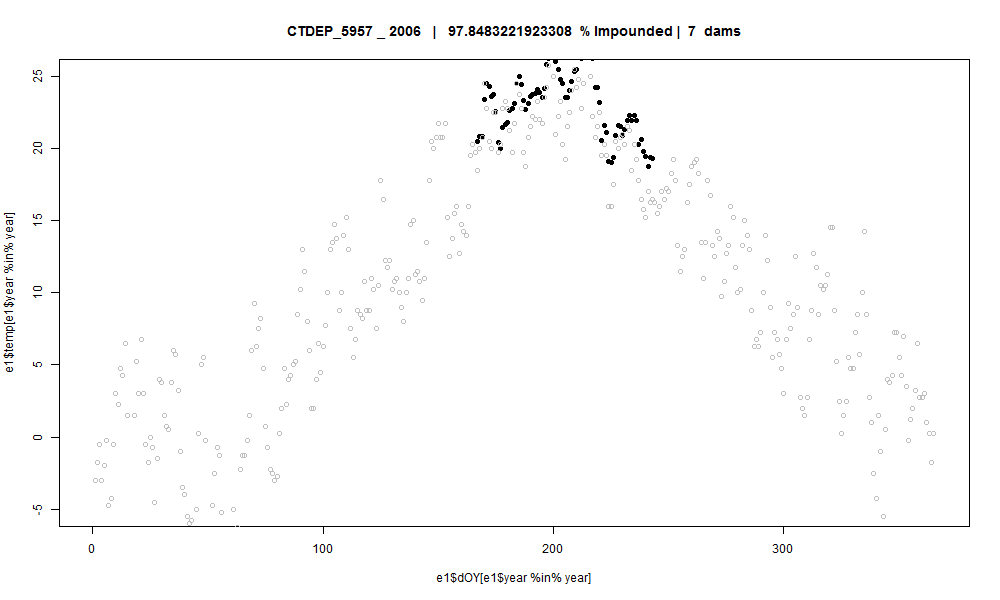 CTDEP_5957 _ 2006 | 97.8483221923308 % Impounded | 7 dams
e1$temp[e1$year %in% year]
25
20
15
10
5
0
-5
0 100 200 300
e1$dOY[e1$year %in% year]